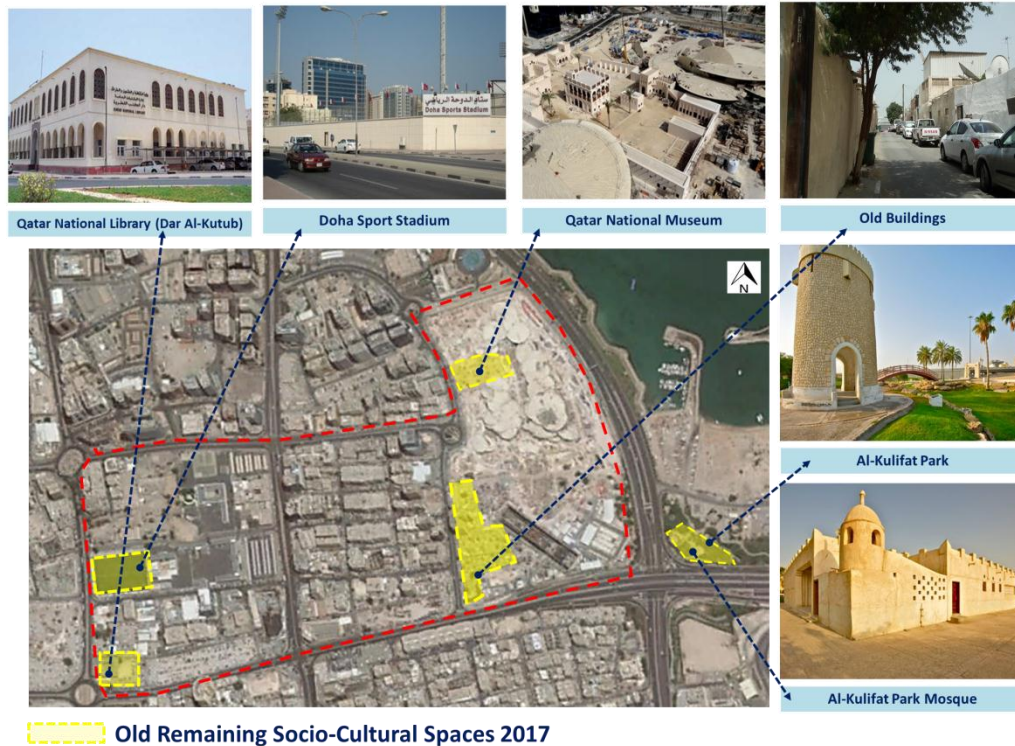 Qatar National Library (Dar Al-Kutub)
ستاد الدوحة الرياضي
Doha Sports Stadium
Doha Sport Stadium
Qatar National Museum
Old Buildings
N
Al-Kulifat Park
Al-Kulifat Park Mosque
Old Remaining Socio-Cultural Spaces 2017